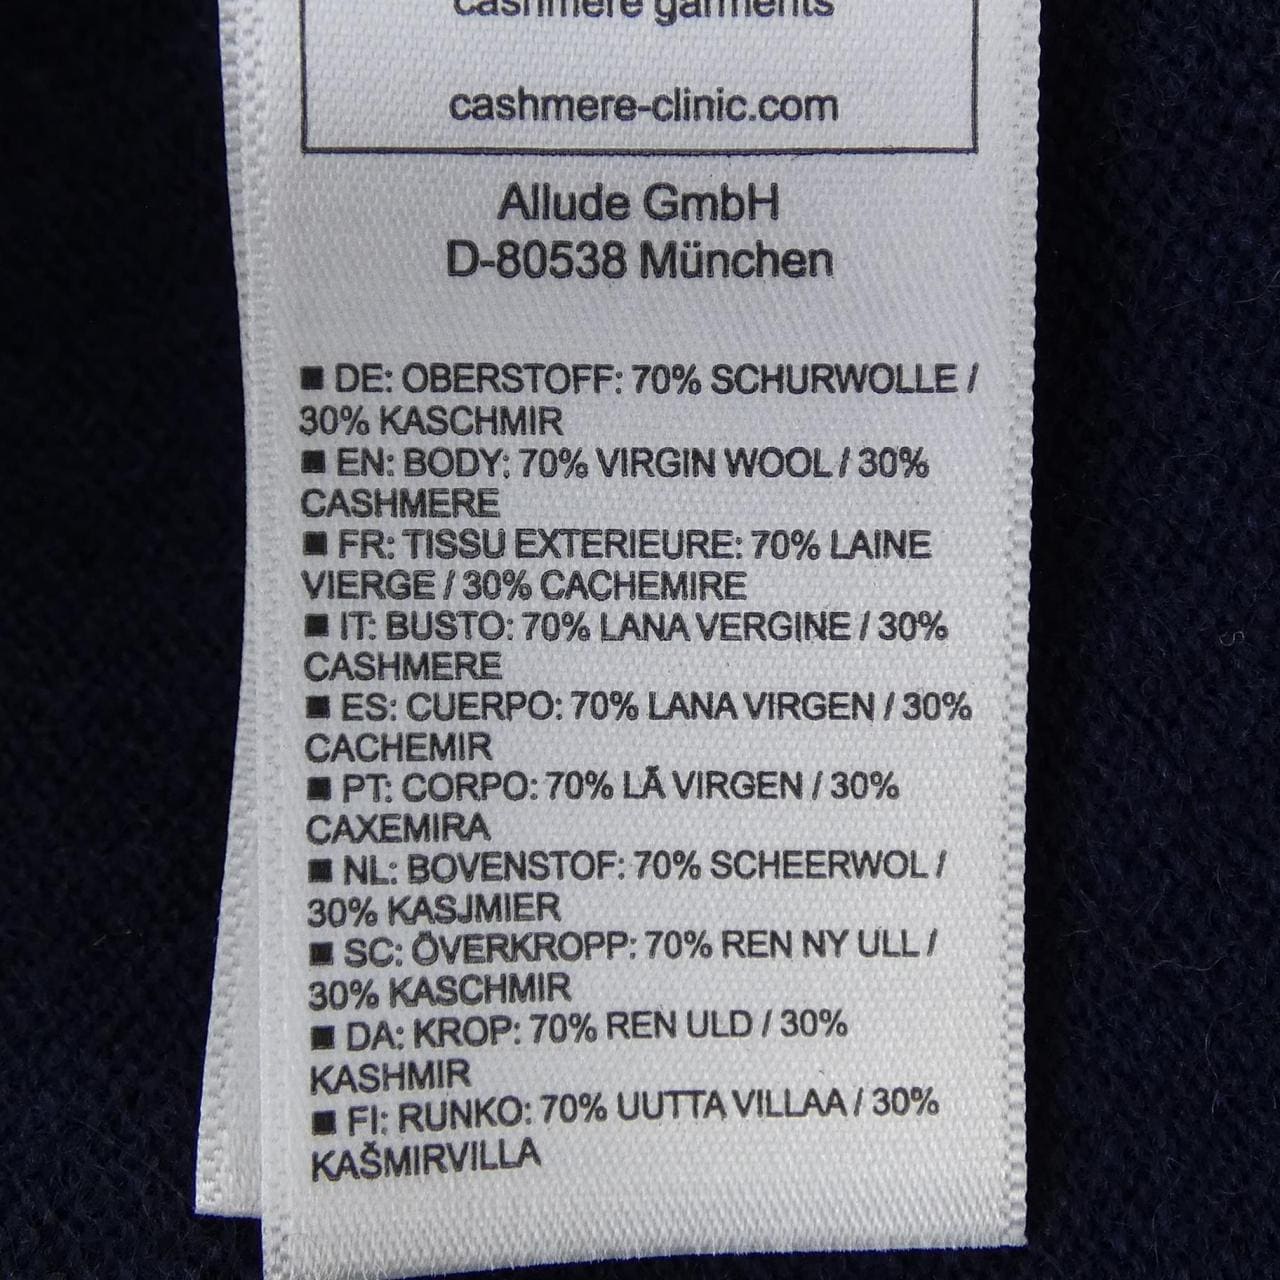 cashmere garments
cashmere-clinic.com
Allude GmbH
D-80538 München
■ DE: OBERSTOFF: 70% SCHURWOLLE /
30% KASCHMIR
■ EN: BODY: 70% VIRGIN WOOL / 30%
CASHMERE
■ FR: TISSU EXTERIEURE: 70% LAINE
VIERGE / 30% CACHEMIRE
■ IT: BUSTO: 70% LANA VERGINE / 30%
CASHMERE
■ ES: CUERPO: 70% LANA VIRGEN / 30%
CACHEMIR
■ PT: CORPO: 70% LÃ VIRGEN / 30%
CAXEMIRA
■ NL: BOVENSTOF: 70% SCHEERWOL /
30% KASJMIER
■ SC: ÖVERKROPP: 70% REN NY ULL /
30% KASCHMIR
■ DA: KROP: 70% REN ULD / 30%
KASHMIR
■ FI: RUNKO: 70% UUTTA VILLAA / 30%
KAŠMIRVILLA